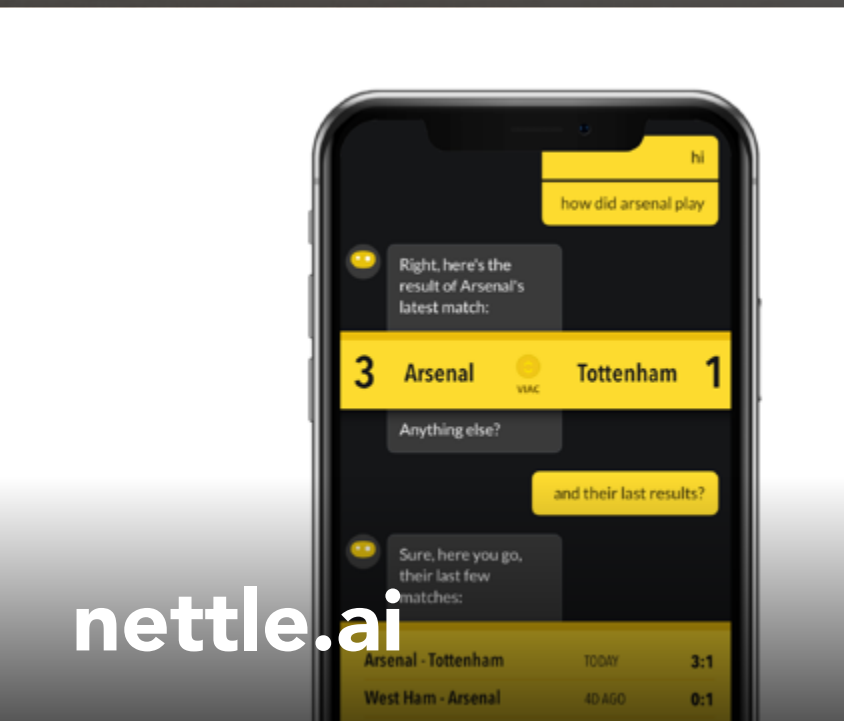 hi
how did arsenal play
Right, here's the
result of Arsenal's
latest match:
3 Arsenal VIAC Tottenham 1
Anything else?
and their last results?
Sure, here you go,
their last few
matches:
nettle.ai
Arsenal - Tottenham TODAY 3:1
West Ham - Arsenal 4D AGO 0:1